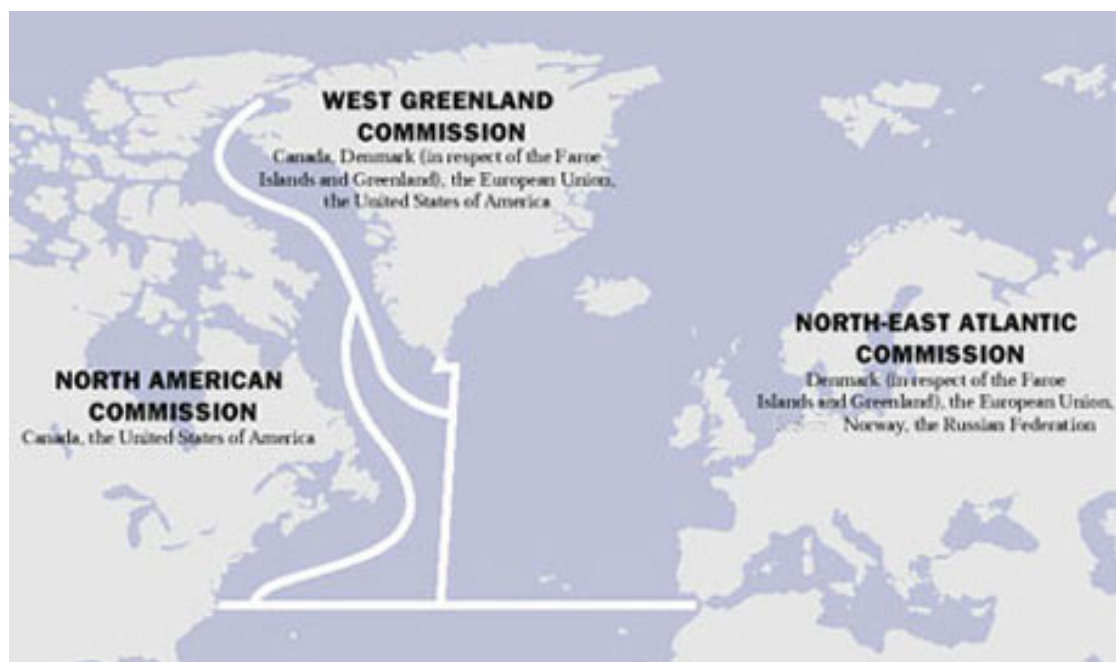 WEST GREENLAND
COMMISSION
Canada, Denmark (in respect of the Faroe
Islands and Greenland), the European Union,
the United States of America
NORTH-EAST ATLANTIC
COMMISSION
Denmark (in respect of the Faroe
Islands and Greenland), the European Union,
Norway, the Russian Federation
NORTH AMERICAN
COMMISSION
Canada, the United States of America